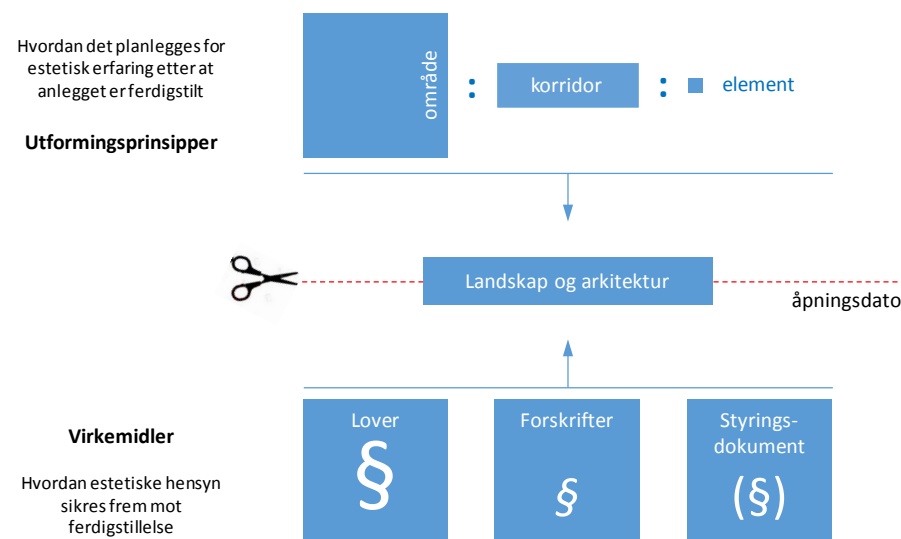 Hvordan det planlegges for
estetisk erfaring etter at
anlegget er ferdigstilt
Utformingsprinsipper
område
:
korridor
:
element
Landskap og arkitektur
åpningsdato
Virkemidler
Hvordan estetiske hensyn
sikres frem mot
ferdigstillelse
Lover
§
Forskrifter
§
Styrings-
dokument
(§)